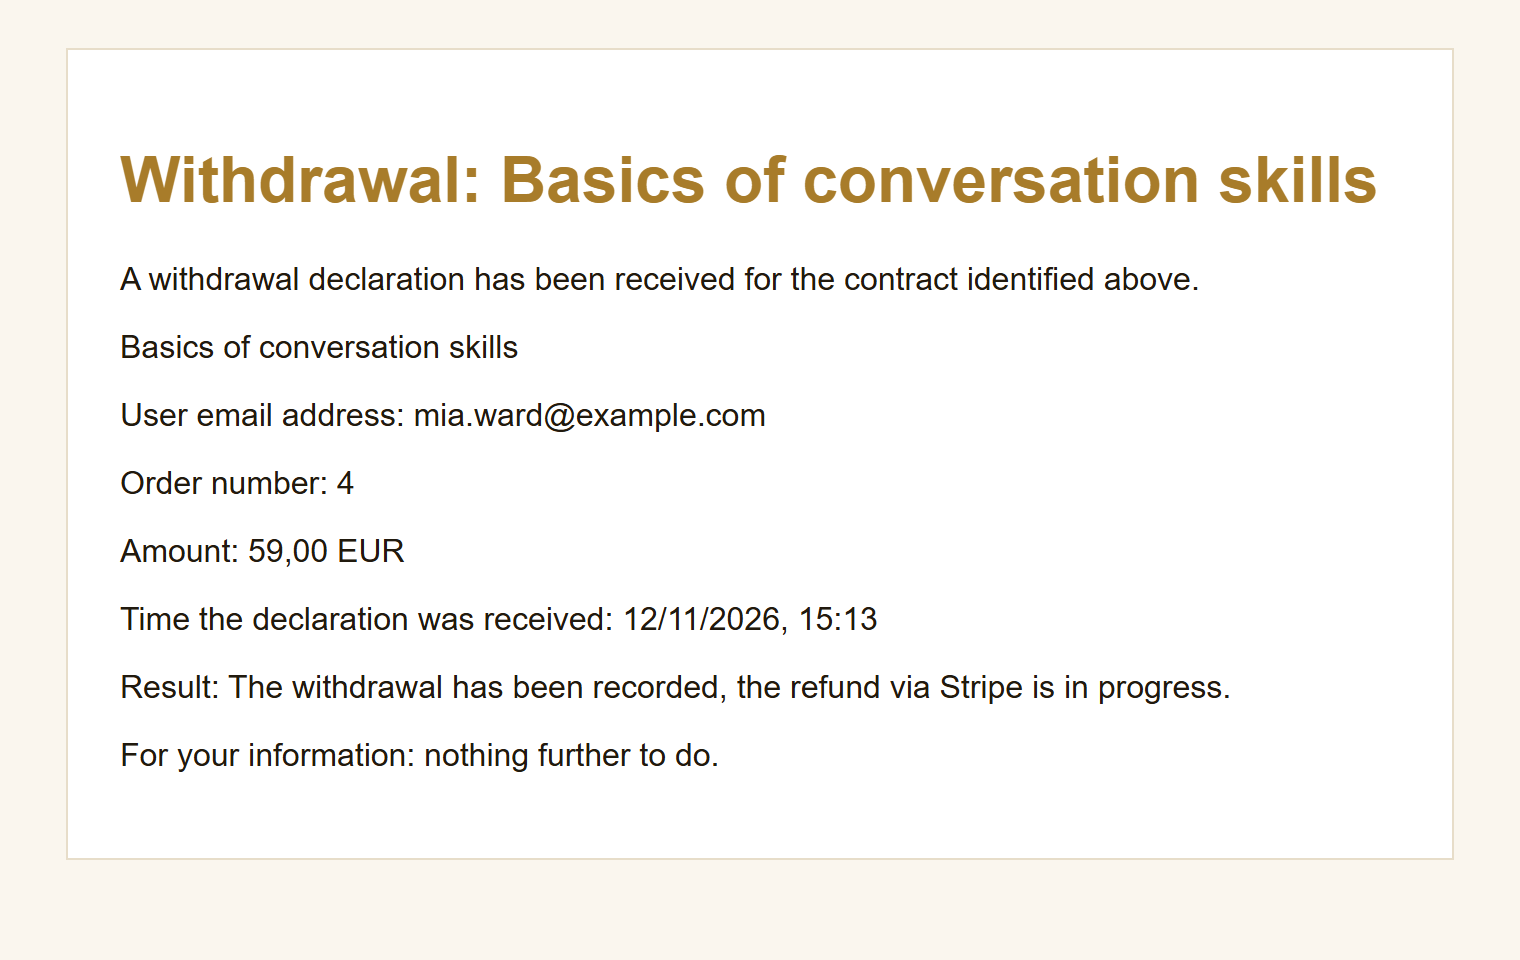 Withdrawal: Basics of conversation skills
A withdrawal declaration has been received for the contract identified above.
Basics of conversation skills
User email address: mia.ward@example.com
Order number: 4
Amount: 59,00 EUR
Time the declaration was received: 12/11/2026, 15:13
Result: The withdrawal has been recorded, the refund via Stripe is in progress.
For your information: nothing further to do.